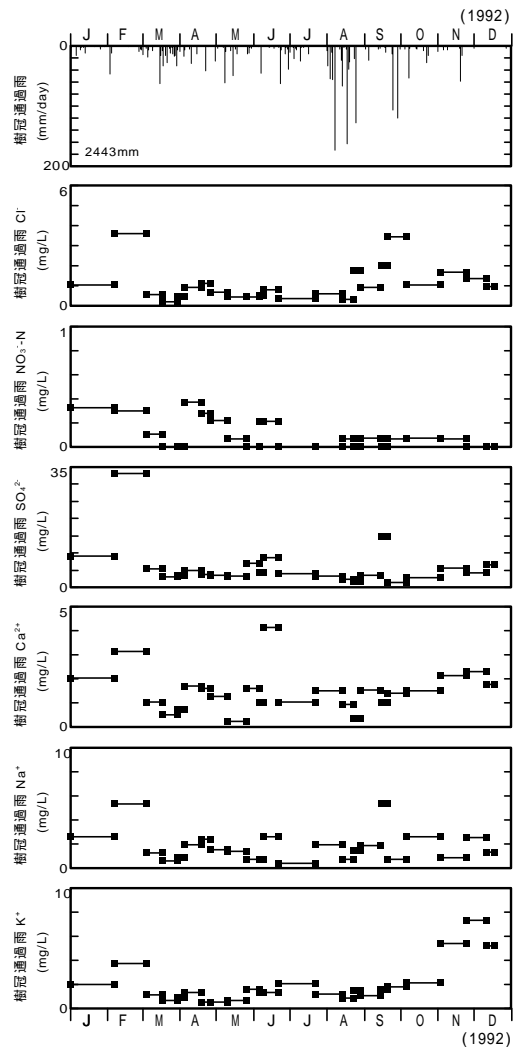 (1992)
J F M A M J J A S O N D
0
樹冠通過雨
(mm/day)
2443mm
200
6
樹冠通過雨 Cl⁻
(mg/L)
0
1
樹冠通過雨 NO₃⁻-N
(mg/L)
0
35
樹冠通過雨 SO₄²⁻
(mg/L)
0
5
樹冠通過雨 Ca²⁺
(mg/L)
0
10
樹冠通過雨 Na⁺
(mg/L)
0
10
樹冠通過雨 K⁺
(mg/L)
0
J F M A M J J A S O N D
(1992)